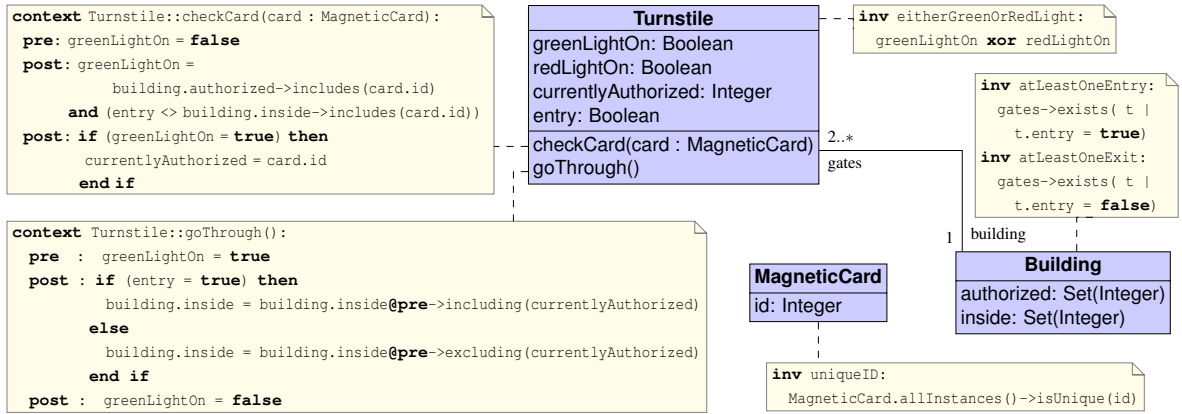 context Turnstile::checkCard(card : MagneticCard):
pre: greenLightOn = false
post: greenLightOn =
building.authorized->includes(card.id)
and (entry <> building.inside->includes(card.id))
post: if (greenLightOn = true) then
currentlyAuthorized = card.id
end if
Turnstile
greenLightOn: Boolean
redLightOn: Boolean
currentlyAuthorized: Integer
entry: Boolean
checkCard(card : MagneticCard)
goThrough()
inv eitherGreenOrRedLight:
greenLightOn xor redLightOn
inv atLeastOneEntry:
gates->exists( t |
t.entry = true)
inv atLeastOneExit:
gates->exists( t |
t.entry = false)
2..*
gates
1
building
context Turnstile::goThrough():
pre : greenLightOn = true
post : if (entry = true) then
building.inside = building.inside@pre->including(currentlyAuthorized)
else
building.inside = building.inside@pre->excluding(currentlyAuthorized)
end if
post : greenLightOn = false
MagneticCard
id: Integer
Building
authorized: Set(Integer)
inside: Set(Integer)
inv uniqueID:
MagneticCard.allInstances()->isUnique(id)